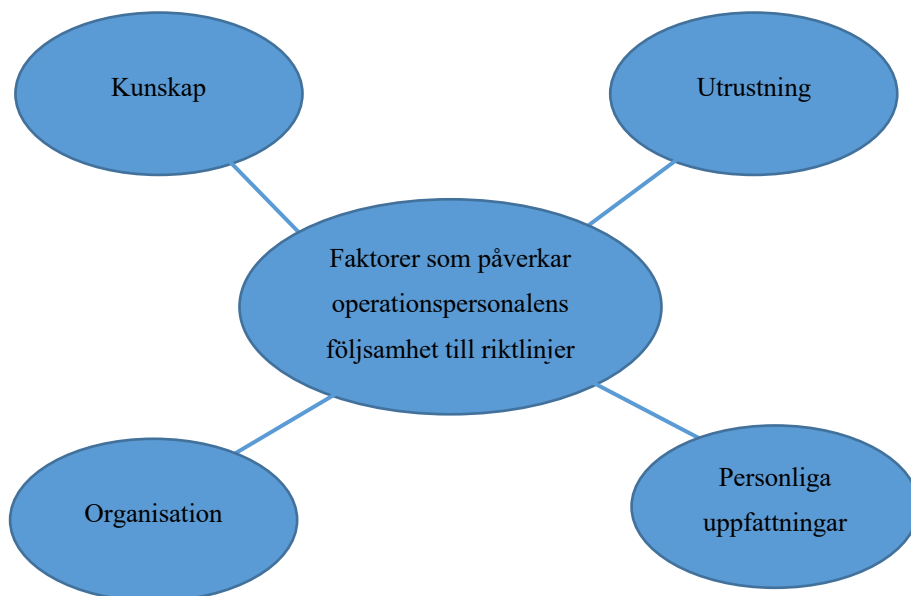 Kunskap
Utrustning
Faktorer som påverkar
operationspersonalens
följsamhet till riktlinjer
Organisation
Personliga
uppfattningar